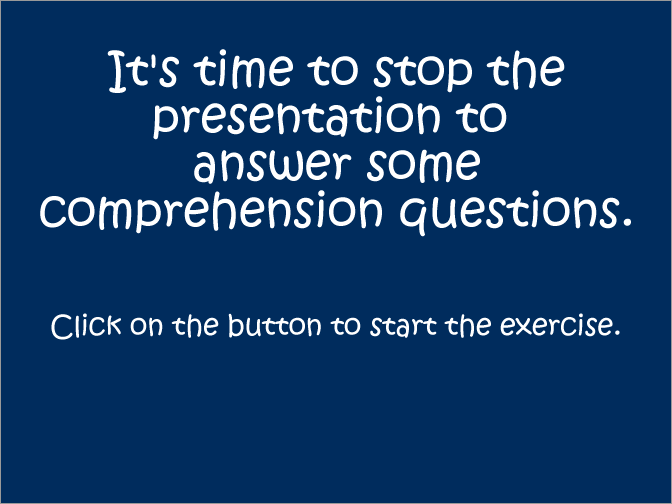 It's time to stop the
presentation to
answer some
comprehension questions.
Click on the button to start the exercise.